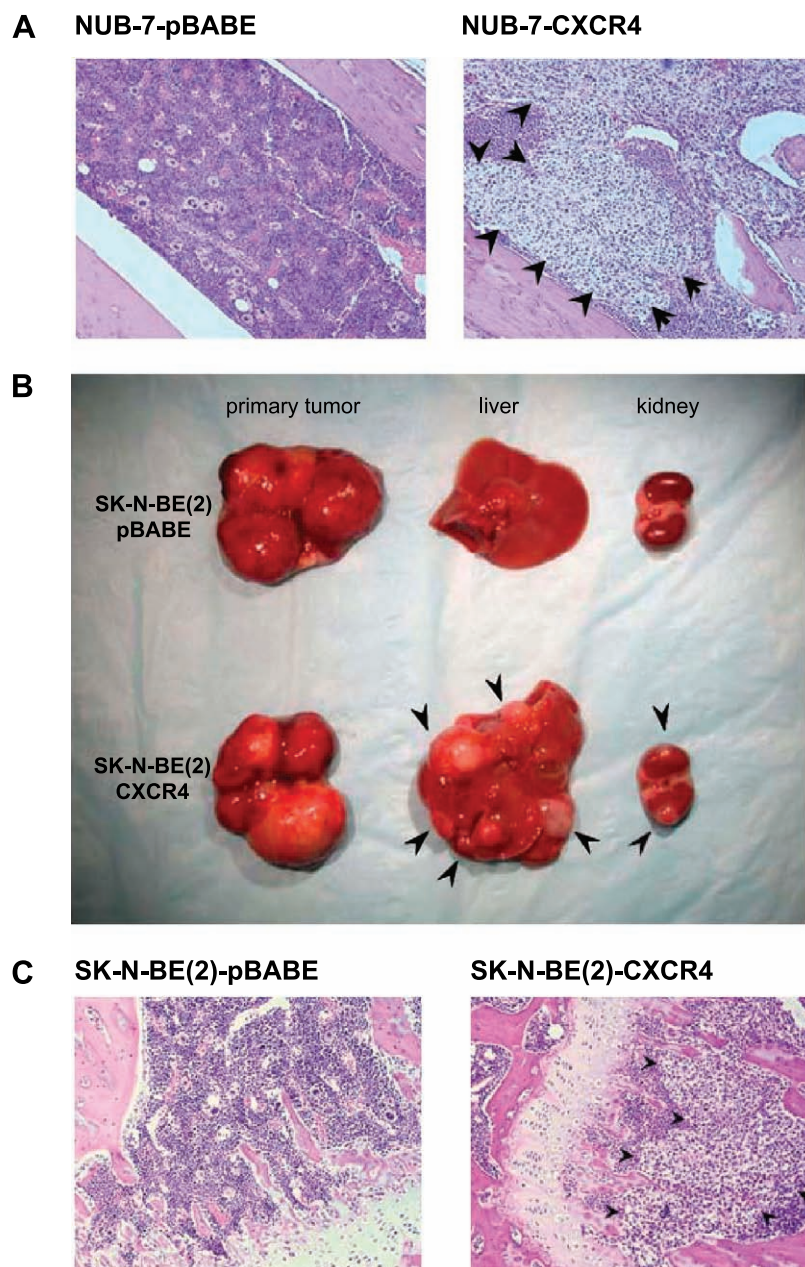 A NUB-7-pBABE NUB-7-CXCR4
B
primary tumor liver kidney
SK-N-BE(2)
pBABE
SK-N-BE(2)
CXCR4
C SK-N-BE(2)-pBABE SK-N-BE(2)-CXCR4